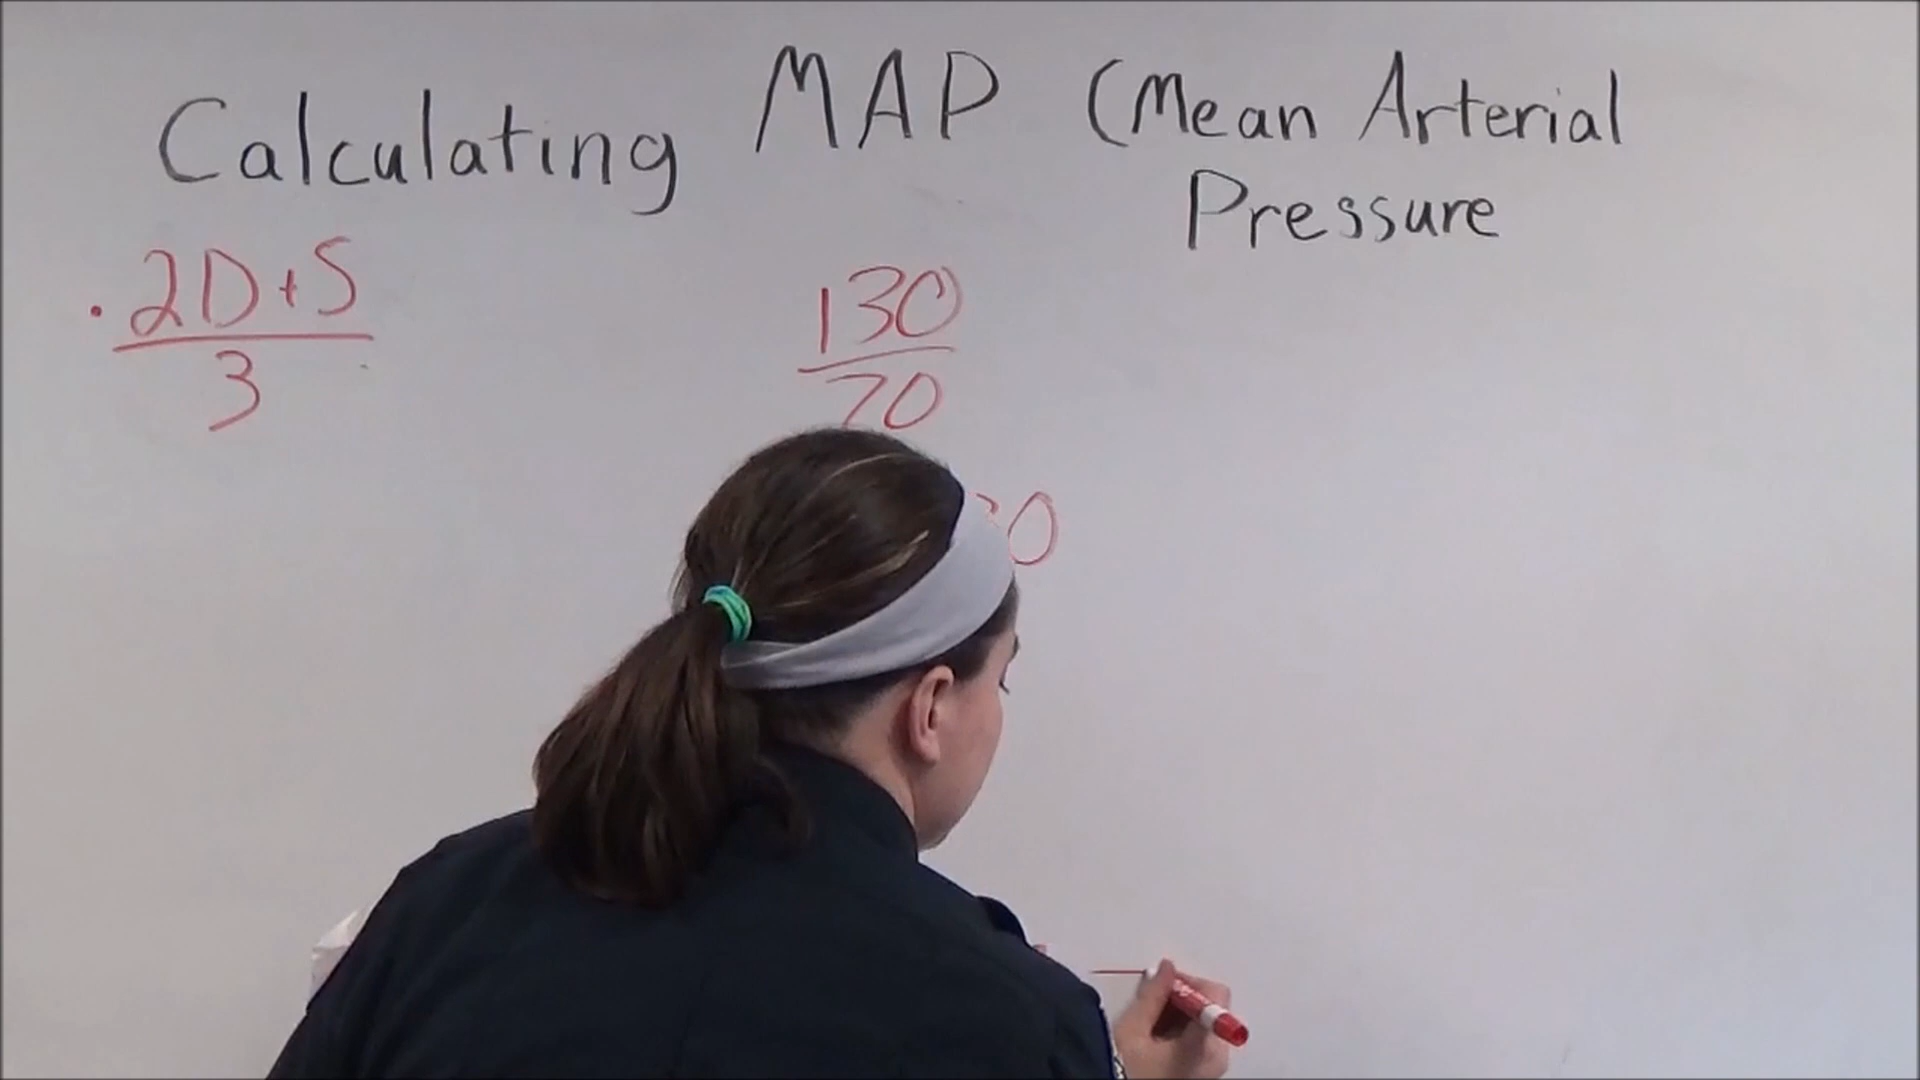 Calculating MAP (Mean Arterial
Pressure
2D+S
3
130
70